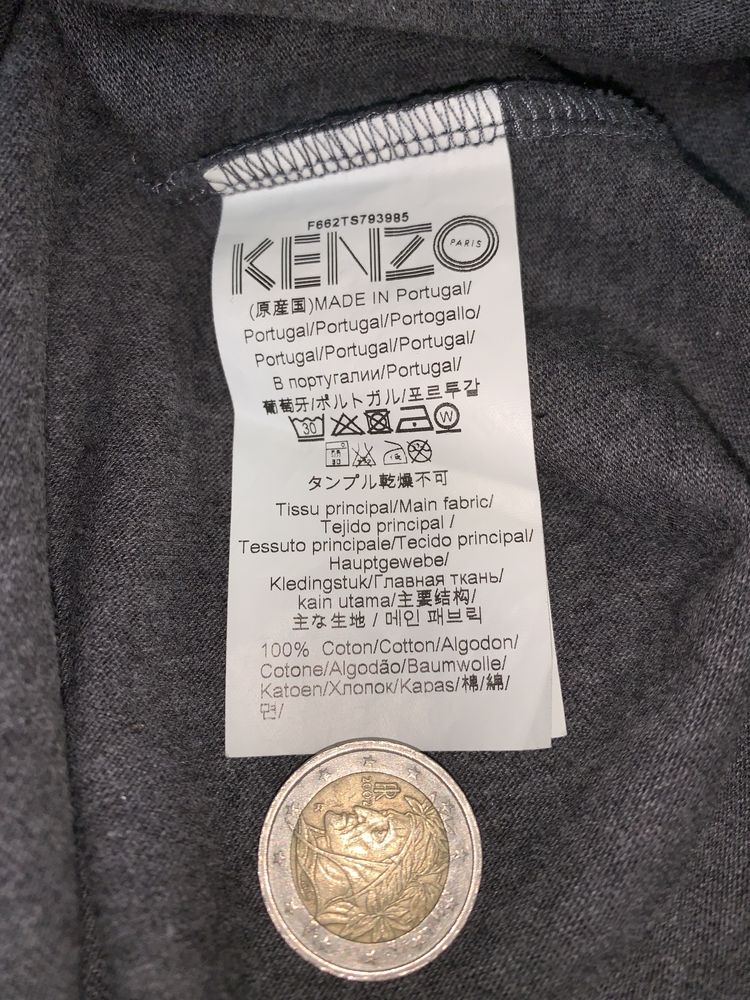 F662TS793985
KENZO PARIS
(原産国)MADE IN Portugal/
Portugal/Portugal/Portogallo/
Portugal/Portugal/Portugal/
В португалии/Portugal/
葡萄牙/ポルトガル/포르투갈
30 W
タンプル乾燥不可
Tissu principal/Main fabric/
Tejido principal /
Tessuto principale/Tecido principal/
Hauptgewebe/
Kledingstuk/Главная ткань/
kain utama/主要结构/
主な生地 / 메인 패브릭
100% Coton/Cotton/Algodon/
Cotone/Algodão/Baumwolle/
Katoen/Хлопок/Kapas/棉/綿/
면/
RI
2002